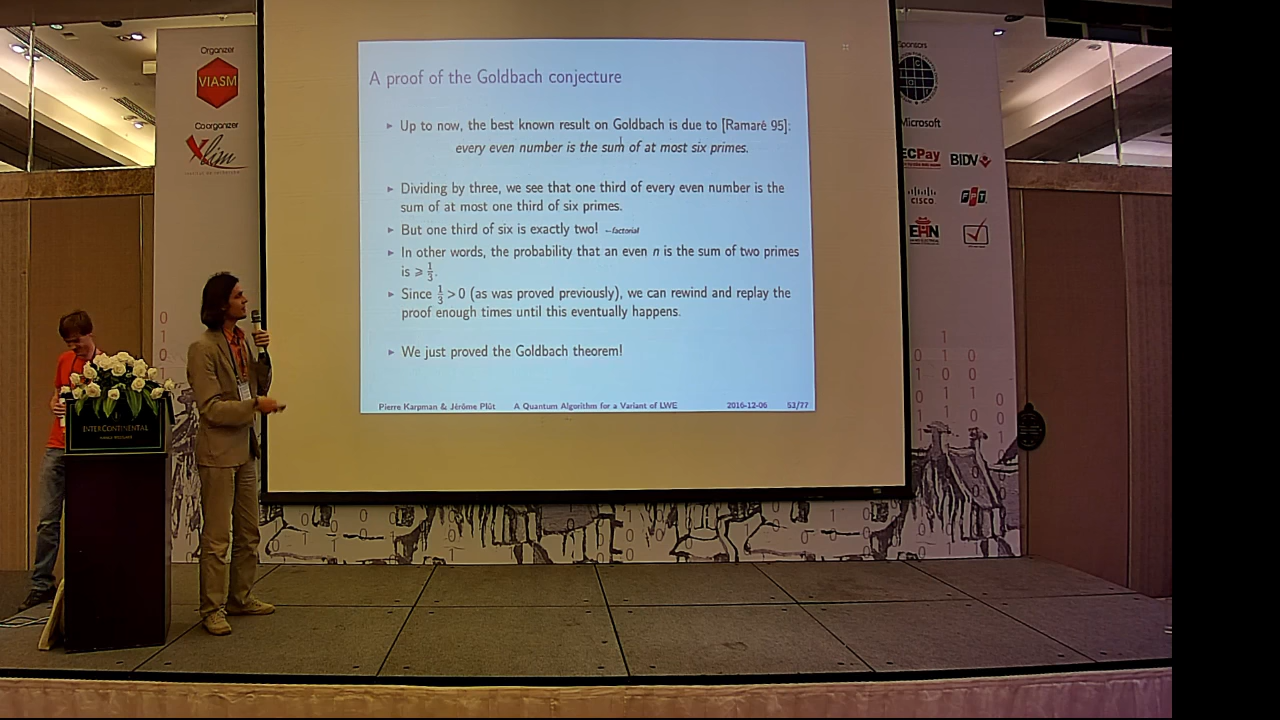 Organizer
VIASM
Co-organizer
Xlim
Sponsors
Microsoft
ECPay
BIDV
CISCO
FPT
A proof of the Goldbach conjecture
▸ Up to now, the best known result on Goldbach is due to [Ramaré 95]:
every even number is the sum of at most six primes.
▸ Dividing by three, we see that one third of every even number is the
sum of at most one third of six primes.
▸ But one third of six is exactly two! ←factorial
▸ In other words, the probability that an even n is the sum of two primes
is ⩾ 1/3.
▸ Since 1/3 > 0 (as was proved previously), we can rewind and replay the
proof enough times until this eventually happens.
▸ We just proved the Goldbach theorem!
Pierre Karpman & Jérôme Plût A Quantum Algorithm for a Variant of LWE 2016-12-06 53/77
INTERCONTINENTAL